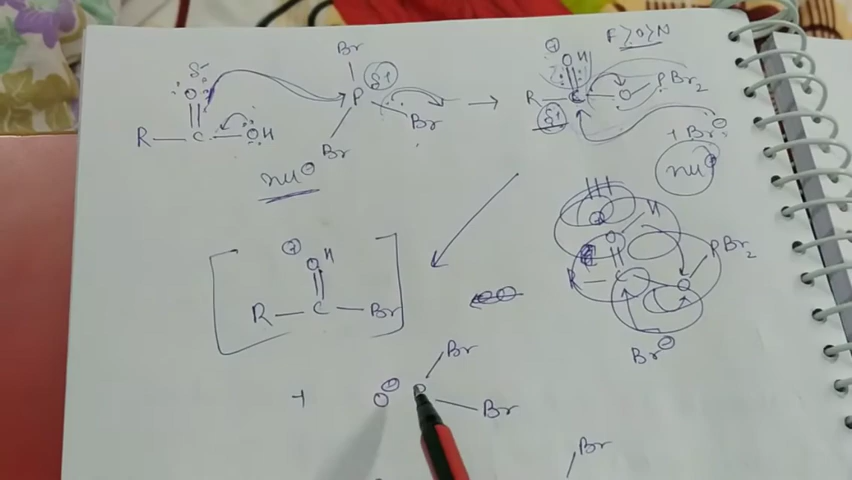 δ- Br ⊕ F > O > N
:O: P δ+ OH
R — C — OH Br R — C — O — PBr2
Br δ+ + Br⊖
nu⊖ nu⊖
H
⊕ O PBr2
OH R — C O
R — C — Br
Br⊖
Br
+ O⊖ P
Br
Br